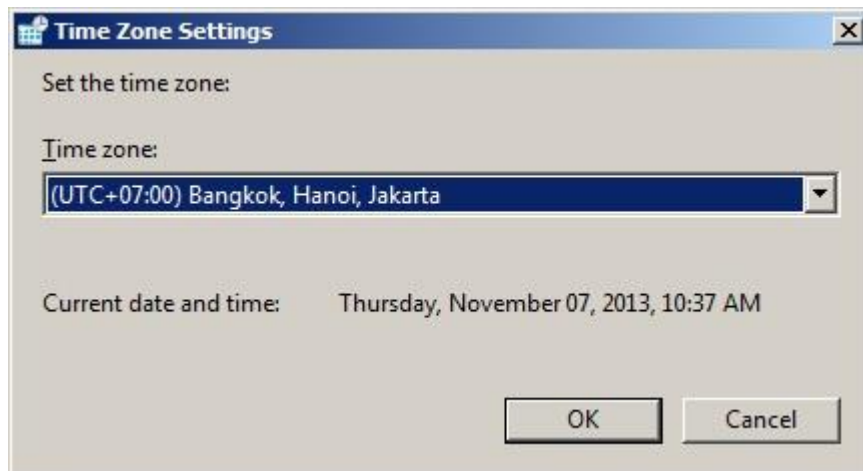 Time Zone Settings
Set the time zone:
Time zone:
(UTC+07:00) Bangkok, Hanoi, Jakarta
Current date and time: Thursday, November 07, 2013, 10:37 AM
OK Cancel